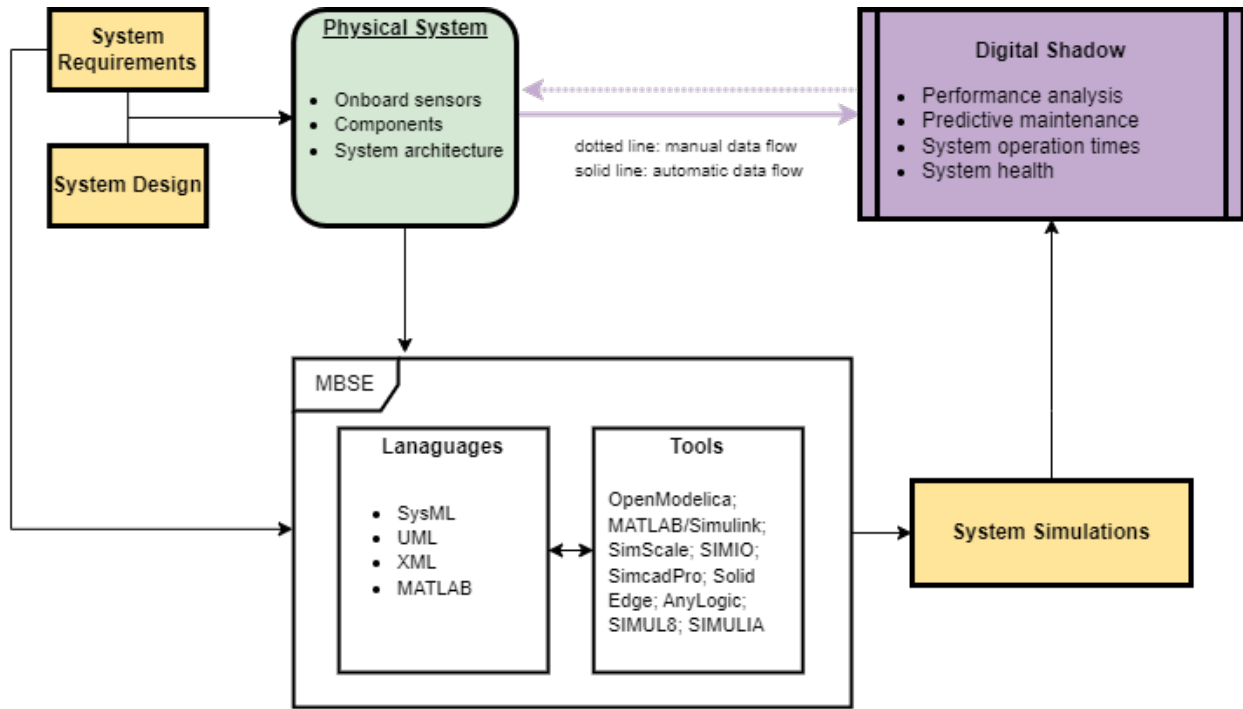 System
Requirements
System Design
Physical System
Onboard sensors
Components
System architecture
dotted line: manual data flow
solid line: automatic data flow
Digital Shadow
Performance analysis
Predictive maintenance
System operation times
System health
MBSE
Lanaguages
SysML
UML
XML
MATLAB
Tools
OpenModelica;
MATLAB/Simulink;
SimScale; SIMIO;
SimcadPro; Solid
Edge; AnyLogic;
SIMUL8; SIMULIA
System Simulations